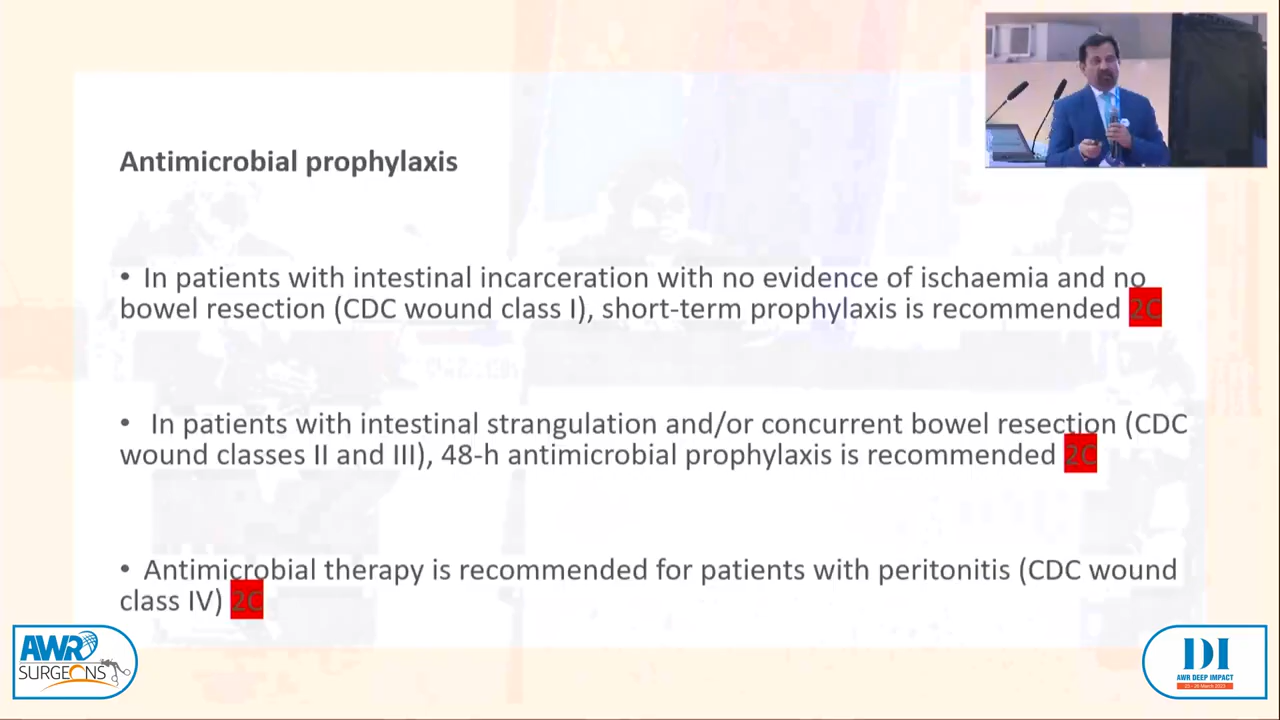 Antimicrobial prophylaxis
• In patients with intestinal incarceration with no evidence of ischaemia and no
bowel resection (CDC wound class I), short-term prophylaxis is recommended 2C
• In patients with intestinal strangulation and/or concurrent bowel resection (CDC
wound classes II and III), 48-h antimicrobial prophylaxis is recommended 2C
• Antimicrobial therapy is recommended for patients with peritonitis (CDC wound
class IV) 2C
AWR
SURGEONS
DI
AWR DEEP IMPACT